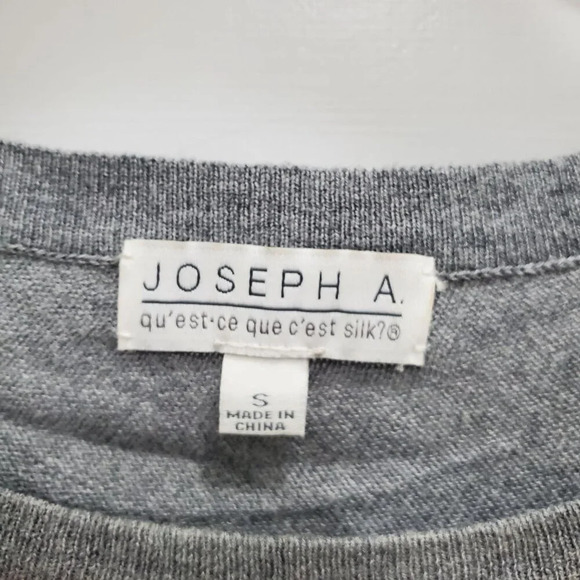 JOSEPH A.
qu'est•ce que c'est silk?®
S
MADE IN
CHINA